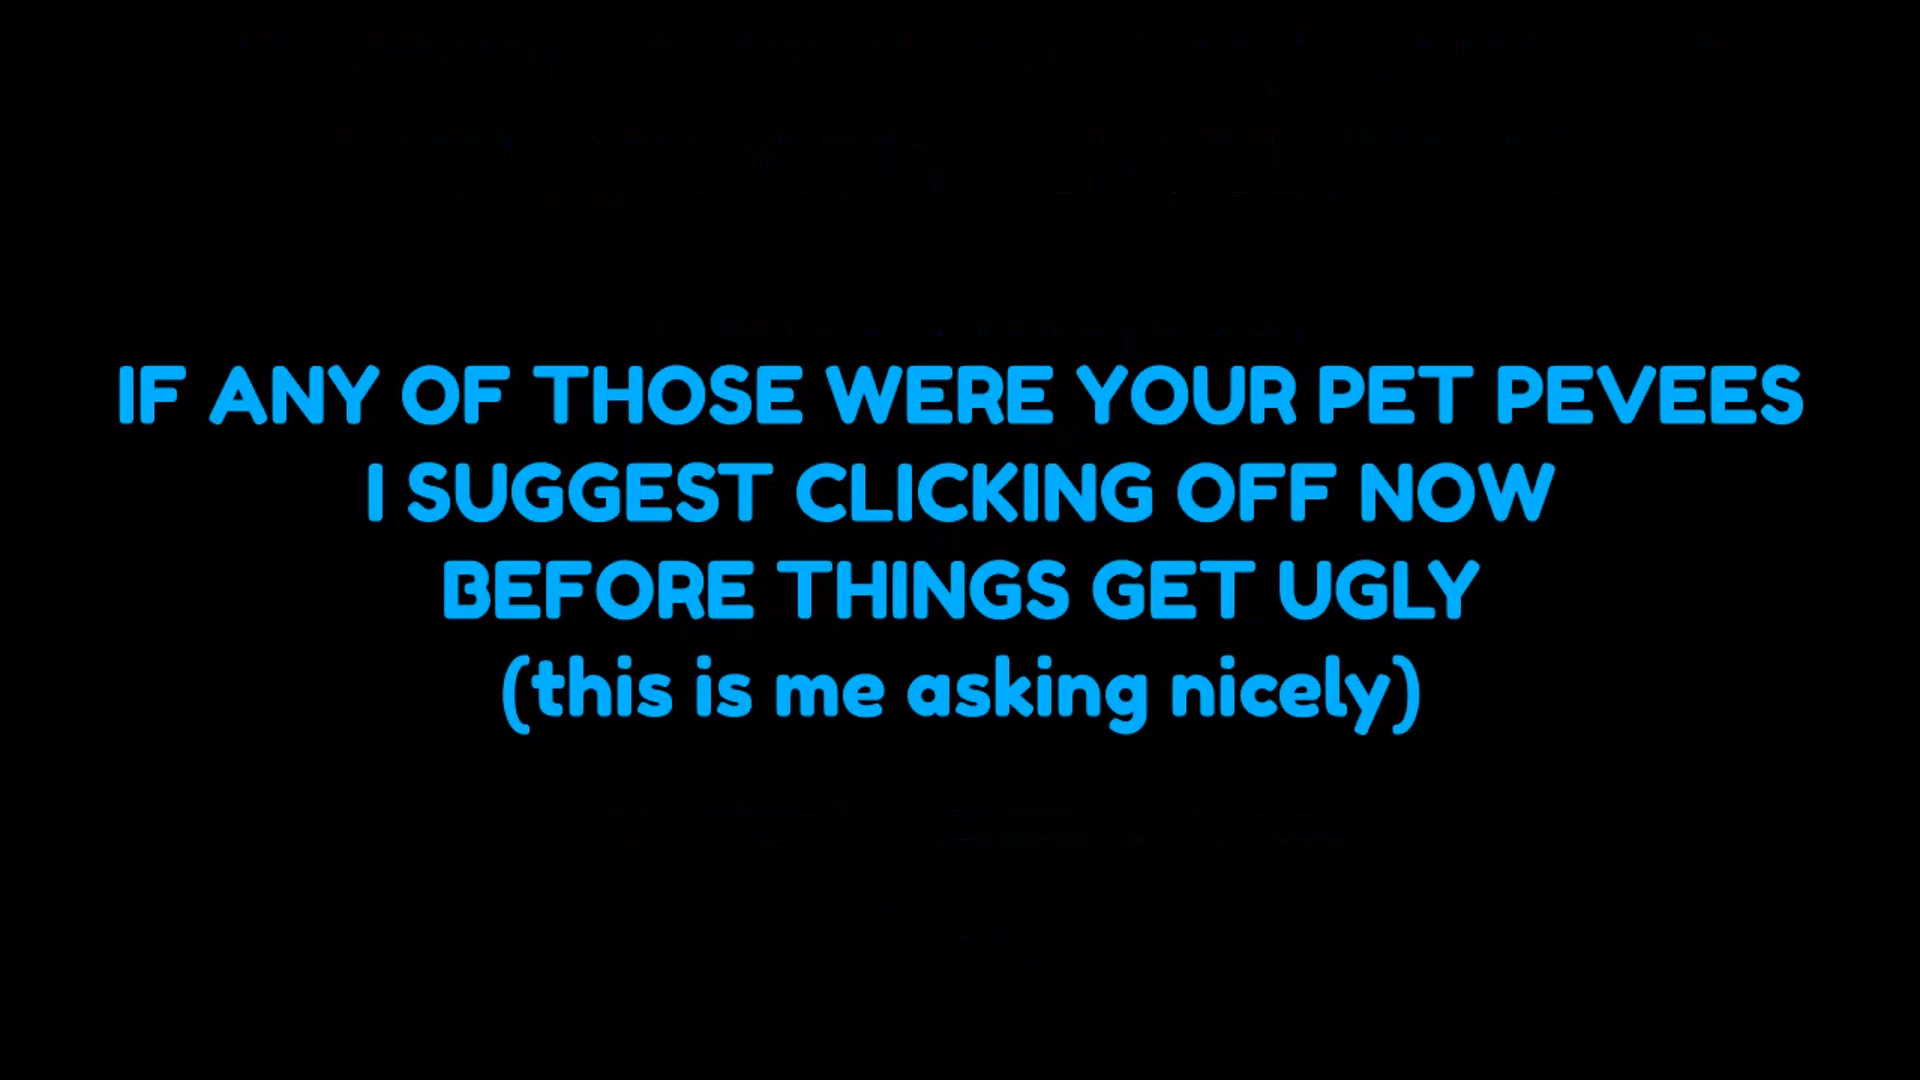 IF ANY OF THOSE WERE YOUR PET PEVEES
I SUGGEST CLICKING OFF NOW
BEFORE THINGS GET UGLY
(this is me asking nicely)